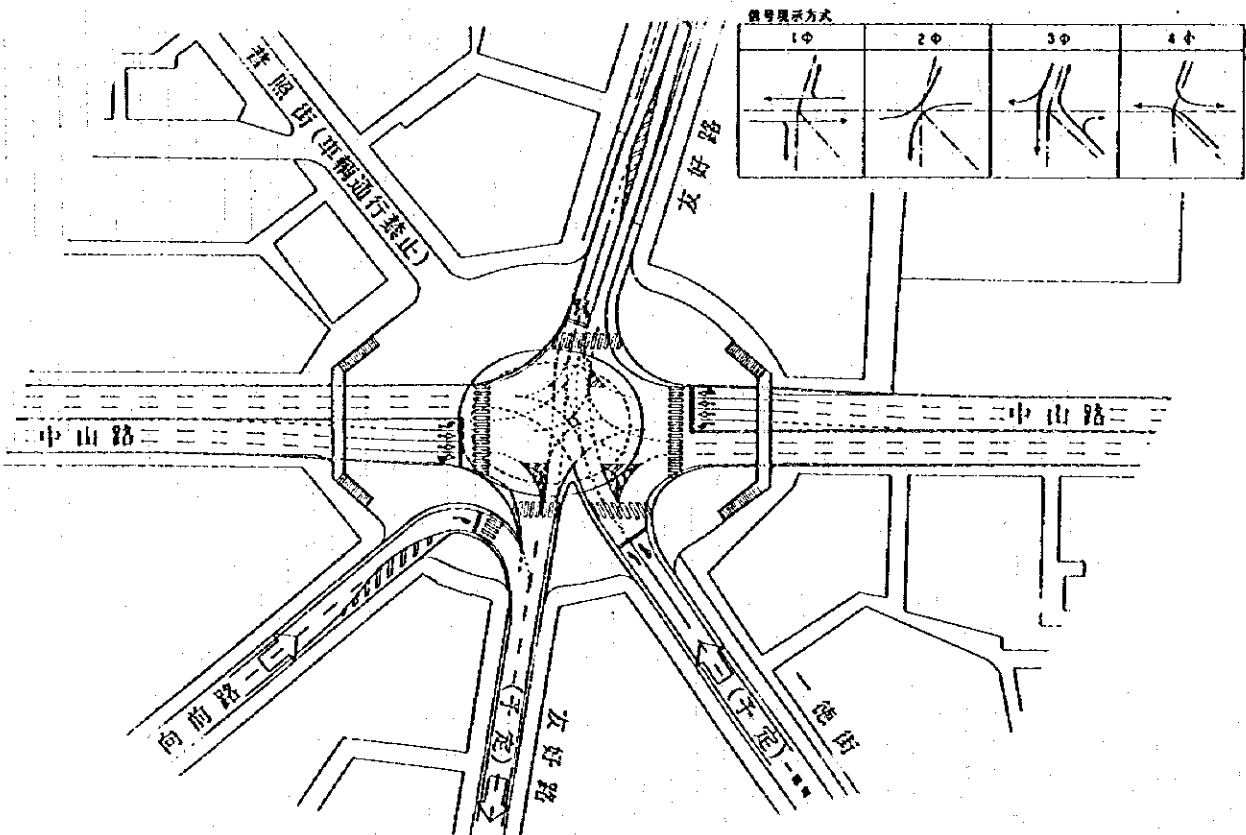 信号现示方式
1Φ
2Φ
3Φ
4Φ
普照街(车辆通行禁止)
友好路
中山路
中山路
向前路
(予定)
友好路
(予定)
一德街